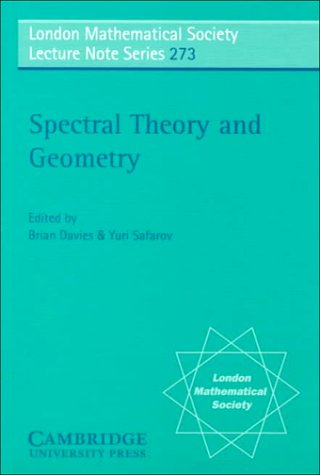 London Mathematical Society
Lecture Note Series 273
Spectral Theory and
Geometry
Edited by
Brian Davies & Yuri Safarov
London
Mathematical
Society
CAMBRIDGE
UNIVERSITY PRESS